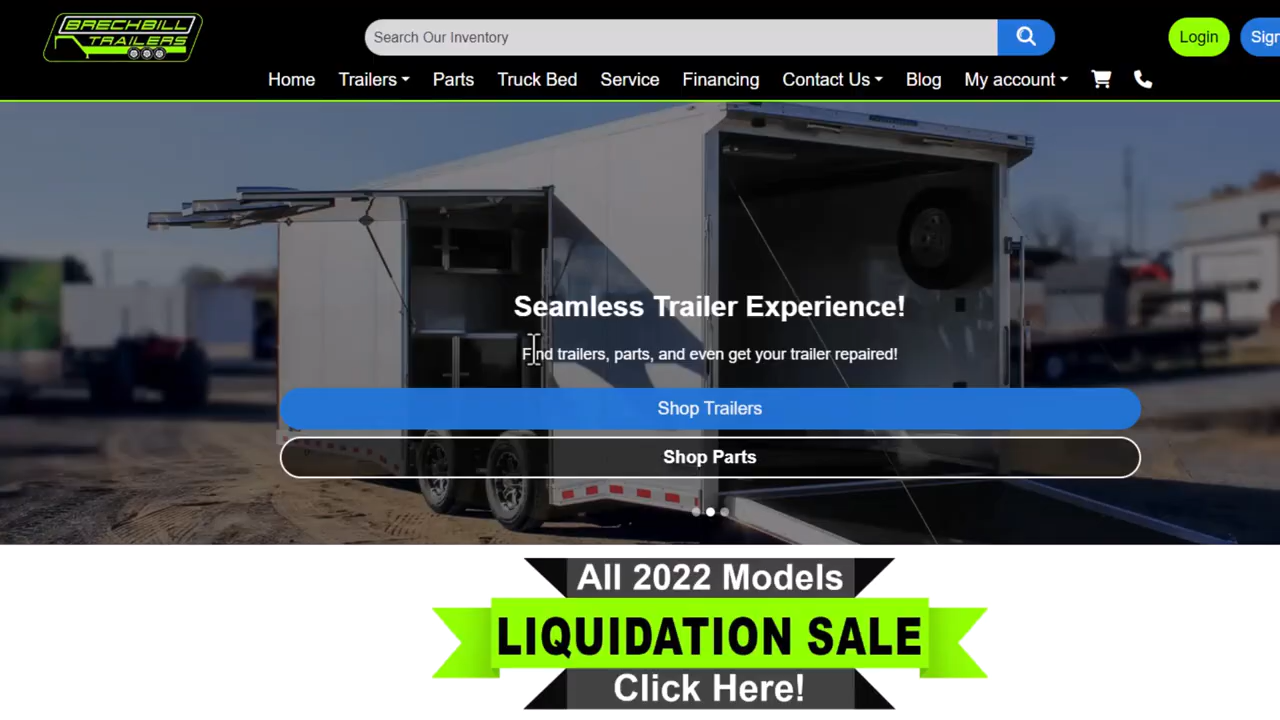 BRECHBILL
TRAILERS
Search Our Inventory
Login
Sign
Home
Trailers
Parts
Truck Bed
Service
Financing
Contact Us
Blog
My account
Seamless Trailer Experience!
Find trailers, parts, and even get your trailer repaired!
Shop Trailers
Shop Parts
All 2022 Models
LIQUIDATION SALE
Click Here!